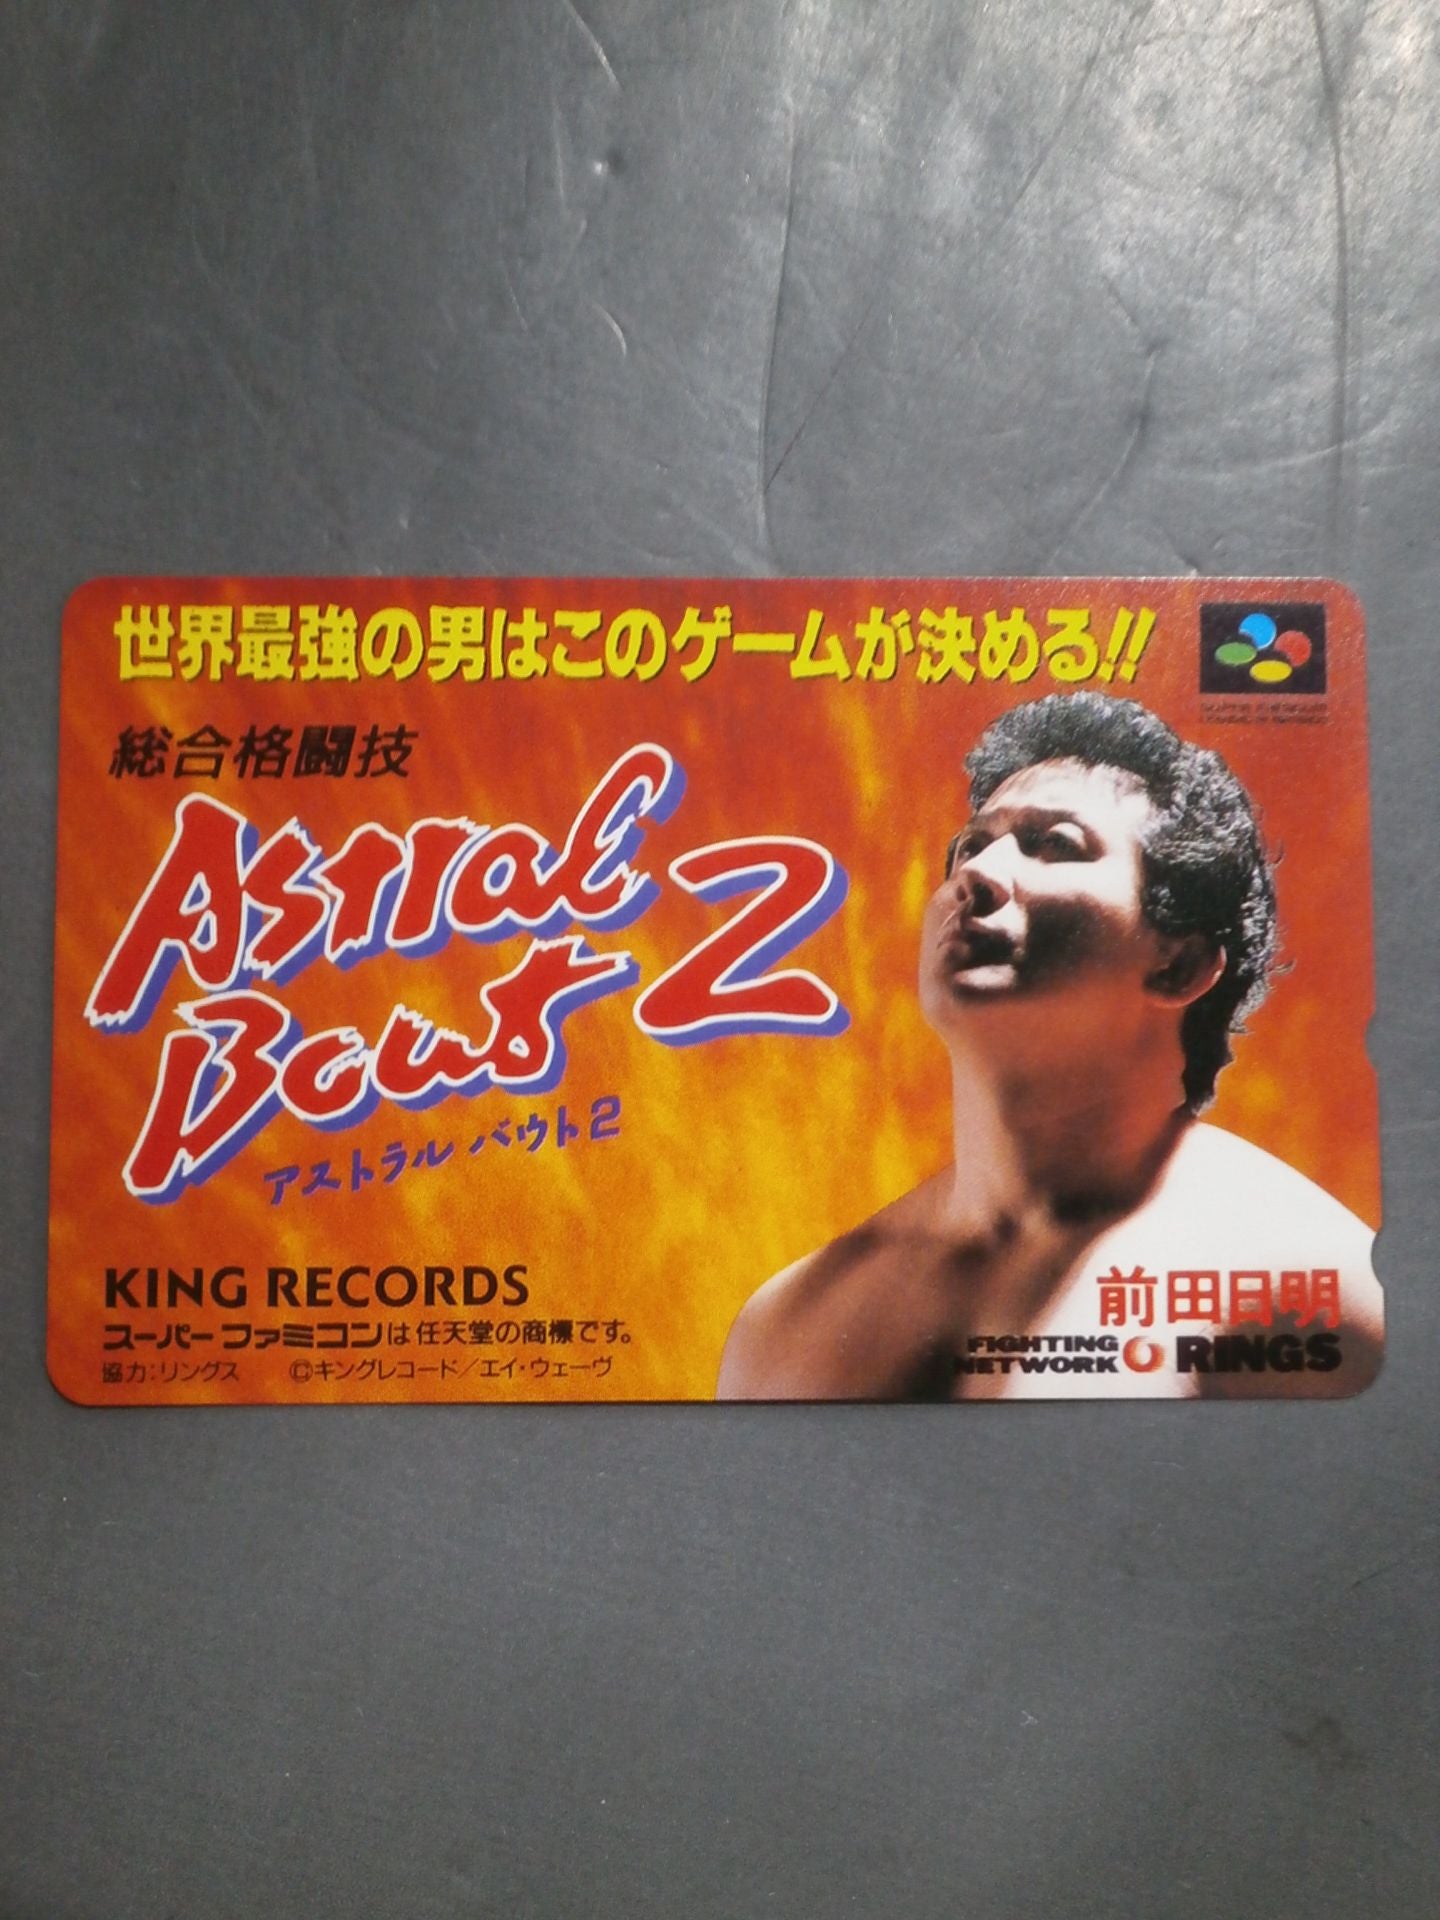 世界最強の男はこのゲームが決める!!
総合格闘技
Astral
Bout 2
アストラル バウト2
KING RECORDS
スーパーファミコンは任天堂の商標です。
協力:リングス ©キングレコード/エイ・ウェーヴ
前田日明
FIGHTING
NETWORK RINGS